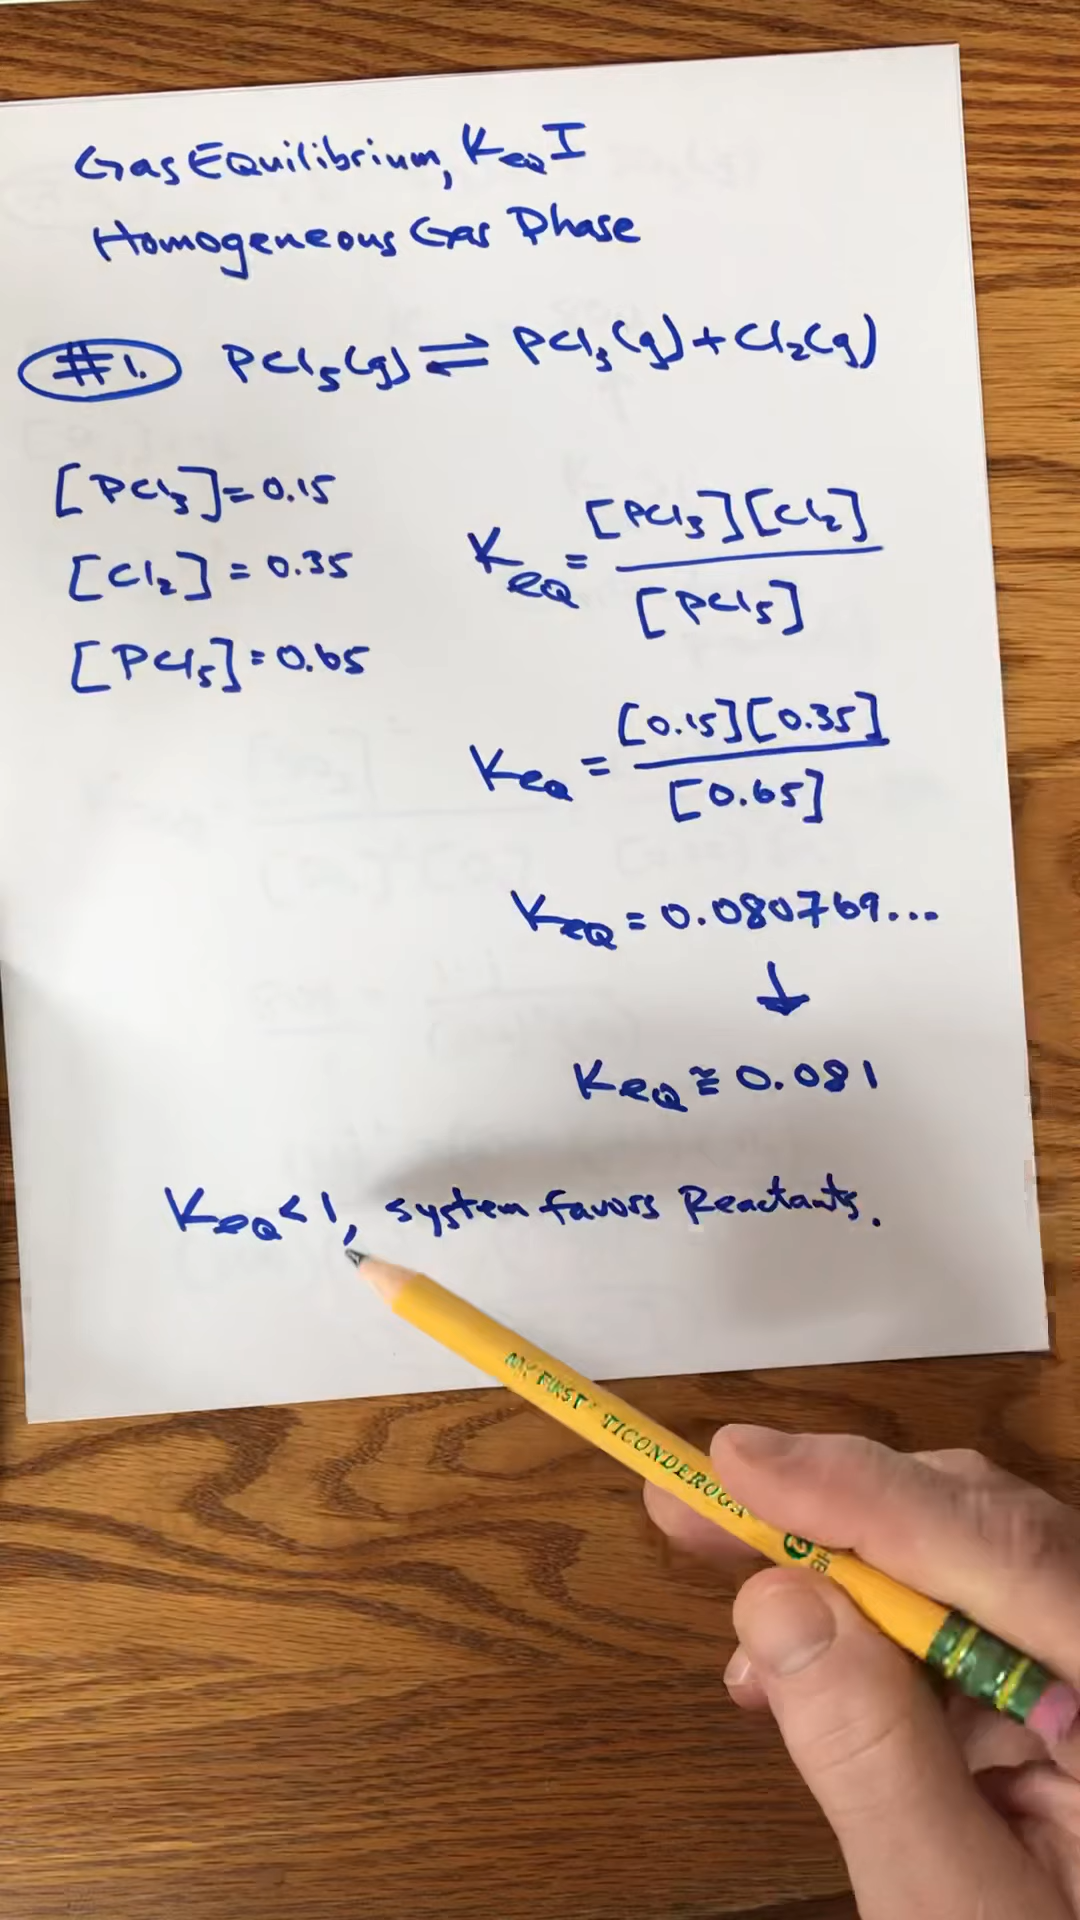 Gas Equilibrium, KeQ I
Homogeneous Gas Phase
#1. PCl₅(g) ⇌ PCl₃(g) + Cl₂(g)
[PCl₃] = 0.15
[Cl₂] = 0.35
[PCl₅] = 0.65
KeQ = [PCl₃][Cl₂] / [PCl₅]
KeQ = [0.15][0.35] / [0.65]
KeQ = 0.080769...
↓
KeQ ≅ 0.081
KeQ < 1, system favors Reactants.
MY FIRST· TICONDEROGA 2 HB